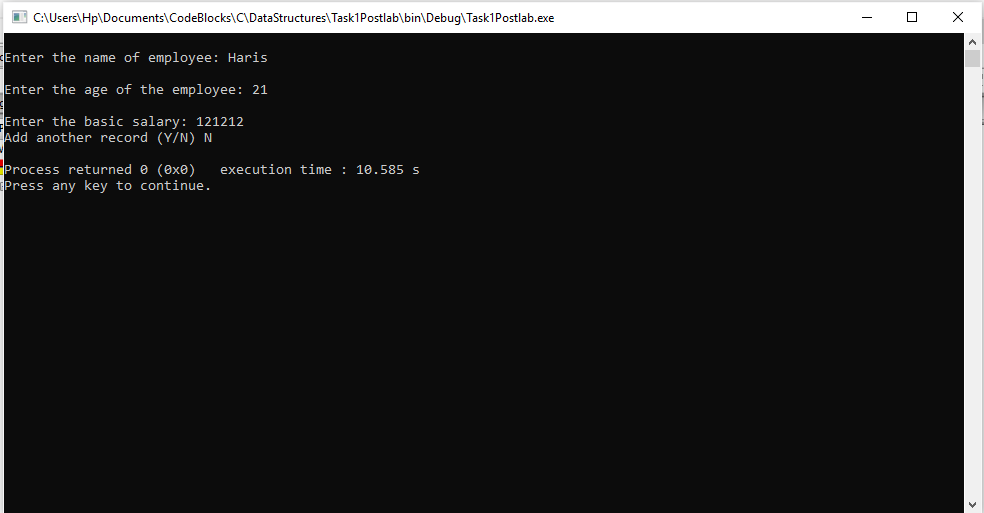 C:\Users\Hp\Documents\CodeBlocks\C\DataStructures\Task1Postlab\bin\Debug\Task1Postlab.exe
Enter the name of employee: Haris
Enter the age of the employee: 21
Enter the basic salary: 121212
Add another record (Y/N) N
Process returned 0 (0x0)   execution time : 10.585 s
Press any key to continue.